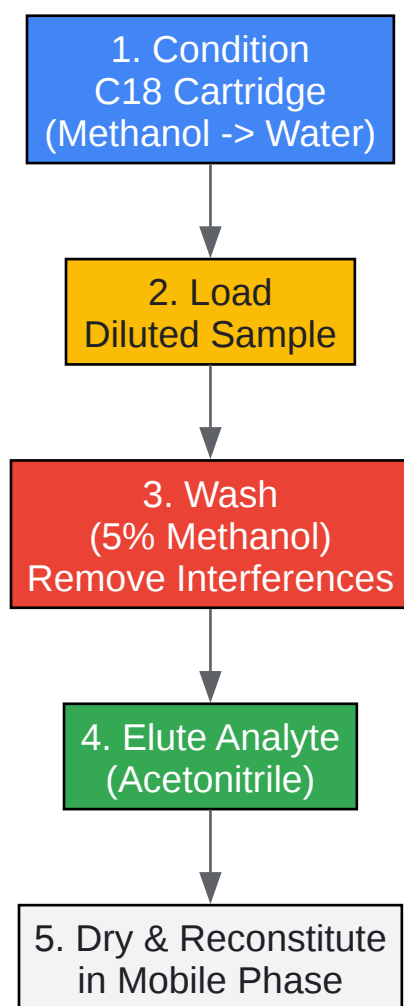 1. Condition
C18 Cartridge
(Methanol -> Water)
2. Load
Diluted Sample
3. Wash
(5% Methanol)
Remove Interferences
4. Elute Analyte
(Acetonitrile)
5. Dry & Reconstitute
in Mobile Phase